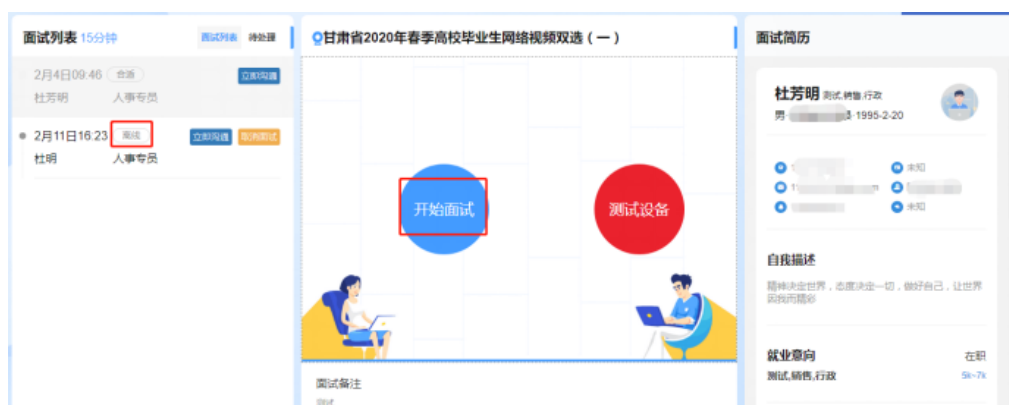 面试列表 15分钟 面试列表 待处理
2月4日09:46 立即沟通
杜芳明 人事专员
2月11日16:23 离线 立即沟通 取消面试
杜明 人事专员
甘肃省2020年春季高校毕业生网络视频双选(一)
开始面试 测试设备
面试备注
测试
面试简历
杜芳明 测试,销售,行政
男 1995-2-20
未知
未知
自我描述
精神决定世界,态度决定一切,做好自己,让世界
因我而精彩
就业意向 在职
测试,销售,行政 5k~7k